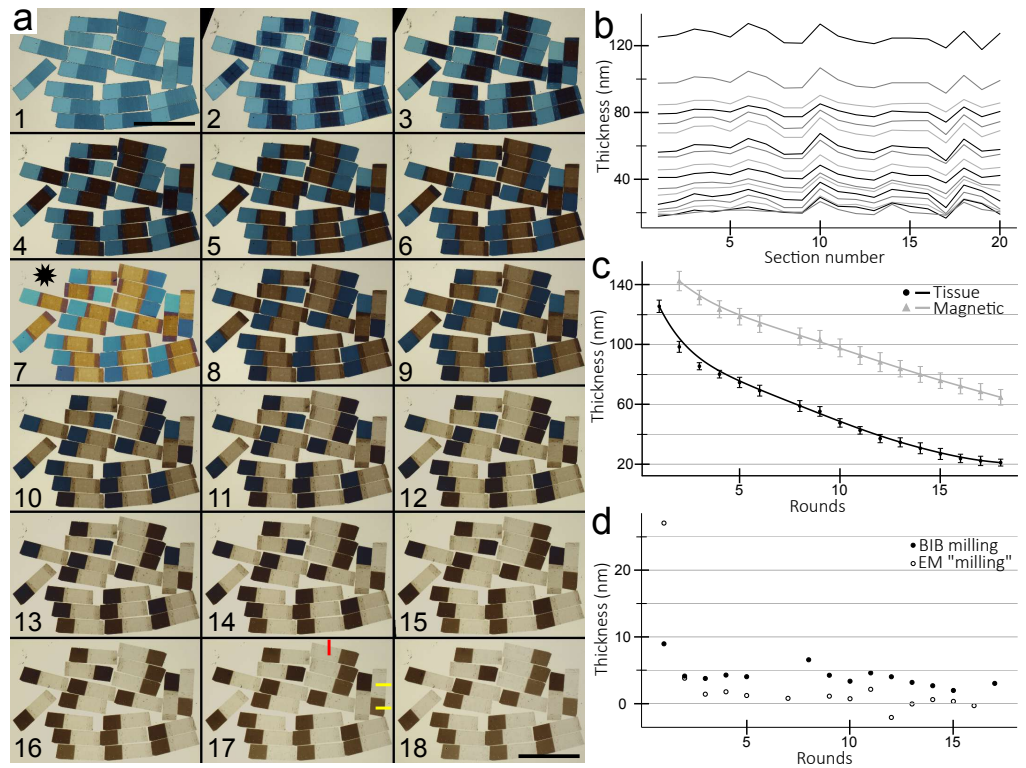 a
1 2 3
4 5 6
7 8 9
10 11 12
13 14 15
16 17 18
b
Thickness (nm)
120
80
40
5 10 15 20
Section number
c
Thickness (nm)
140
100
60
20
Tissue
Magnetic
5 10 15
Rounds
d
Thickness (nm)
20
10
0
BIB milling
EM "milling"
5 10 15
Rounds